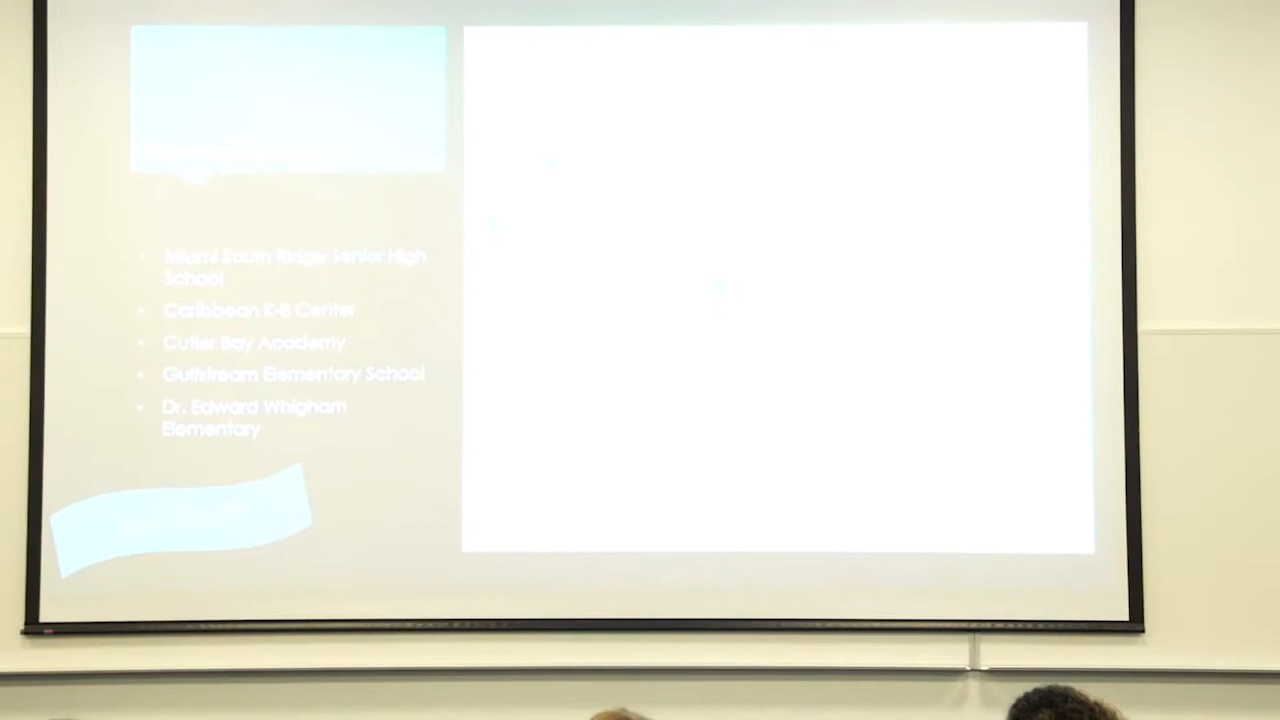 Miami South Ridge Senior High
School
Caribbean K-8 Center
Cutler Bay Academy
Gulfstream Elementary School
Dr. Edward Whigham
Elementary